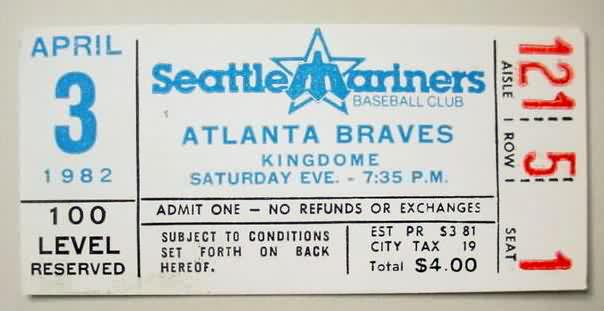 APRIL
3
1982
100
LEVEL
RESERVED
Seattle Mariners
BASEBALL CLUB
ATLANTA BRAVES
KINGDOME
SATURDAY EVE. - 7:35 P.M.
ADMIT ONE – NO REFUNDS OR EXCHANGES
SUBJECT TO CONDITIONS
SET FORTH ON BACK
HEREOF.
EST PR $3 81
CITY TAX 19
Total $4.00
AISLE 121
ROW 5
SEAT 1